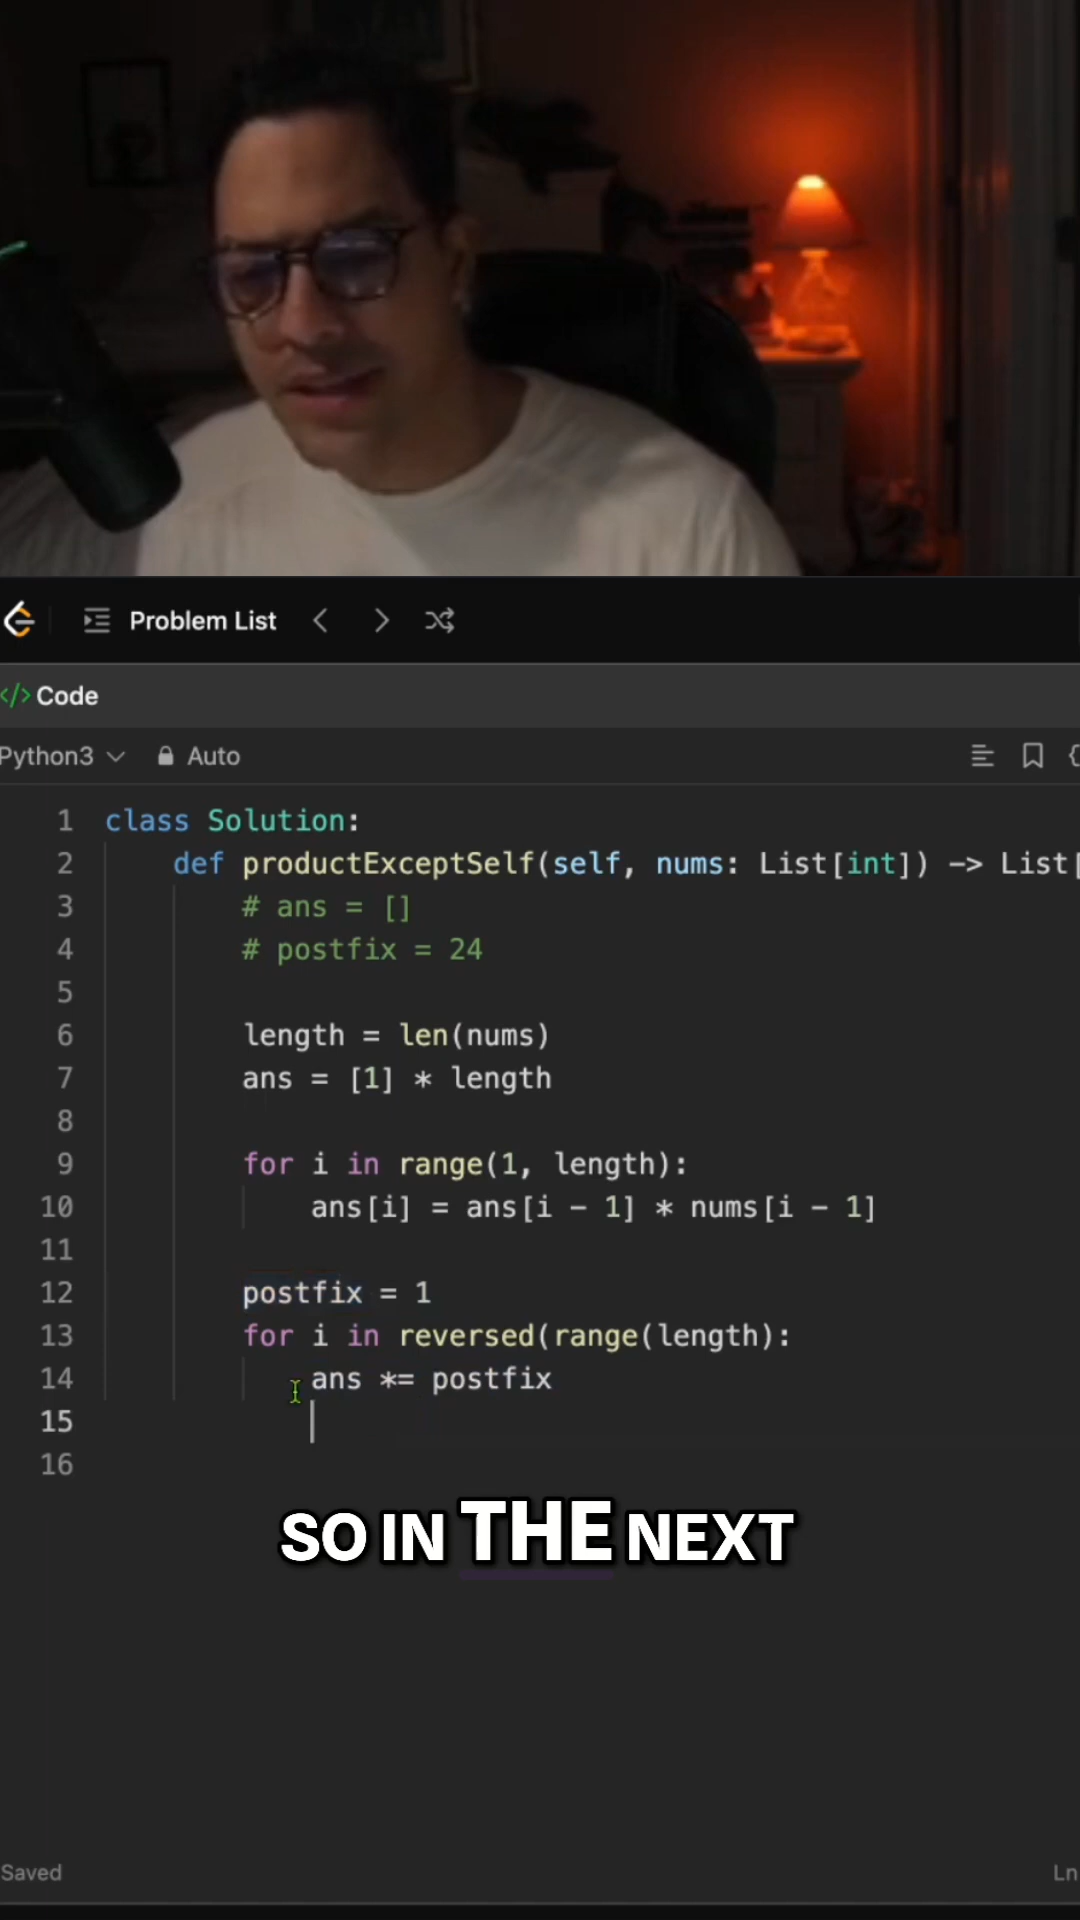 Problem List
</> Code
Python3 Auto
1 class Solution:
2 def productExceptSelf(self, nums: List[int]) -> List[
3 # ans = []
4 # postfix = 24
5
6 length = len(nums)
7 ans = [1] * length
8
9 for i in range(1, length):
10 ans[i] = ans[i - 1] * nums[i - 1]
11
12 postfix = 1
13 for i in reversed(range(length):
14 ans *= postfix
15
16
SO IN THE NEXT
Saved Ln